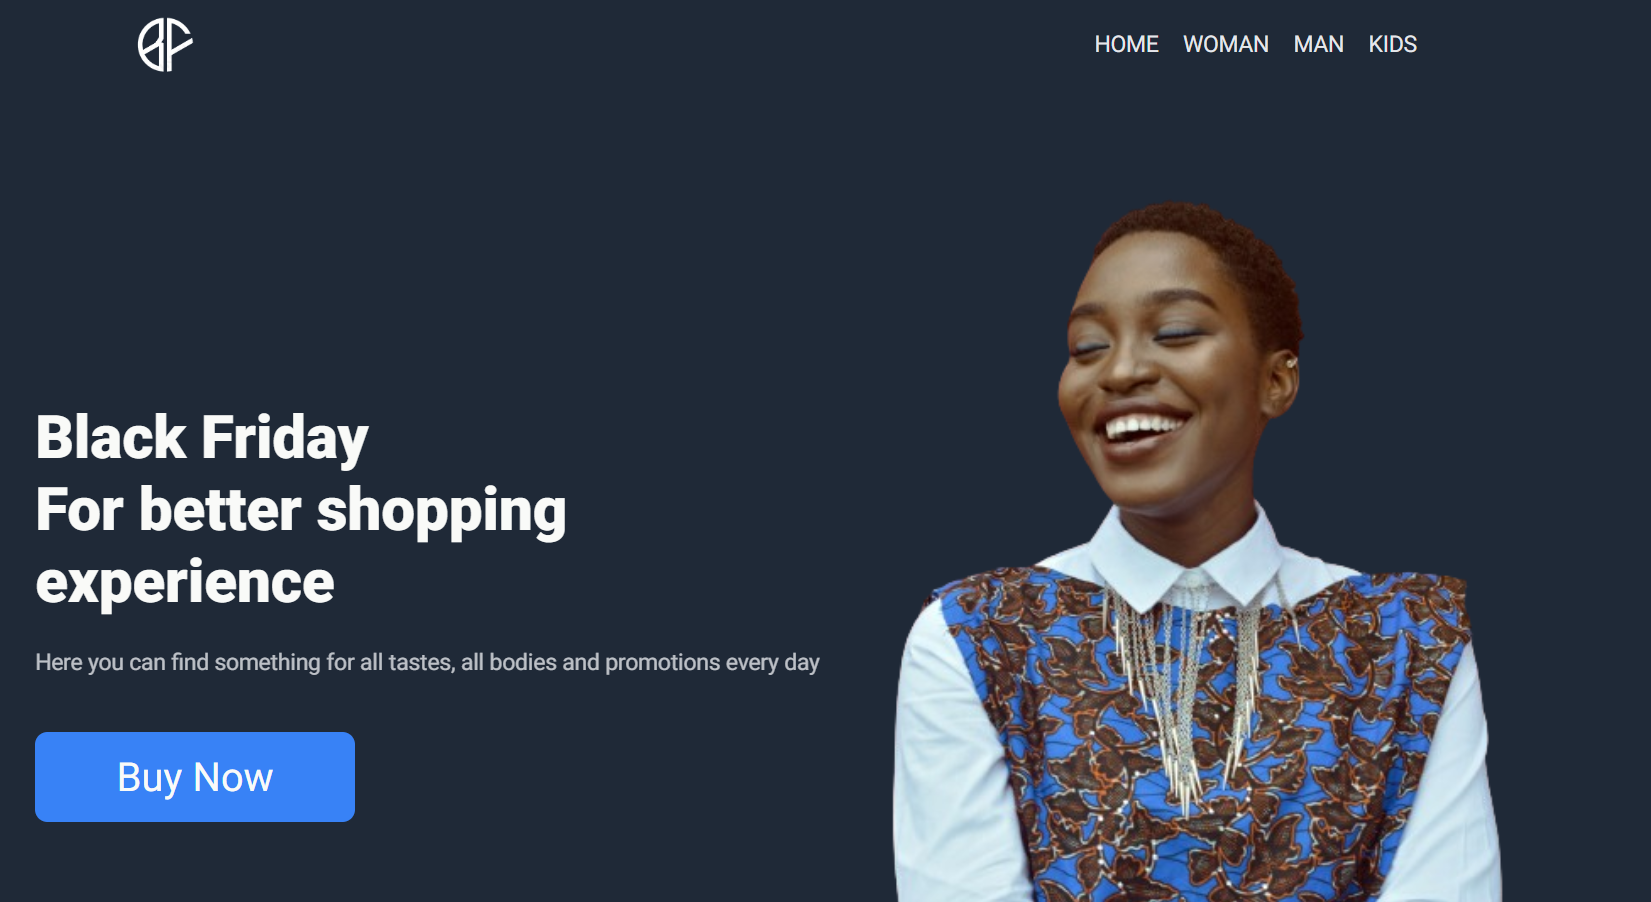 BF
HOME WOMAN MAN KIDS
Black Friday
For better shopping
experience
Here you can find something for all tastes, all bodies and promotions every day
Buy Now